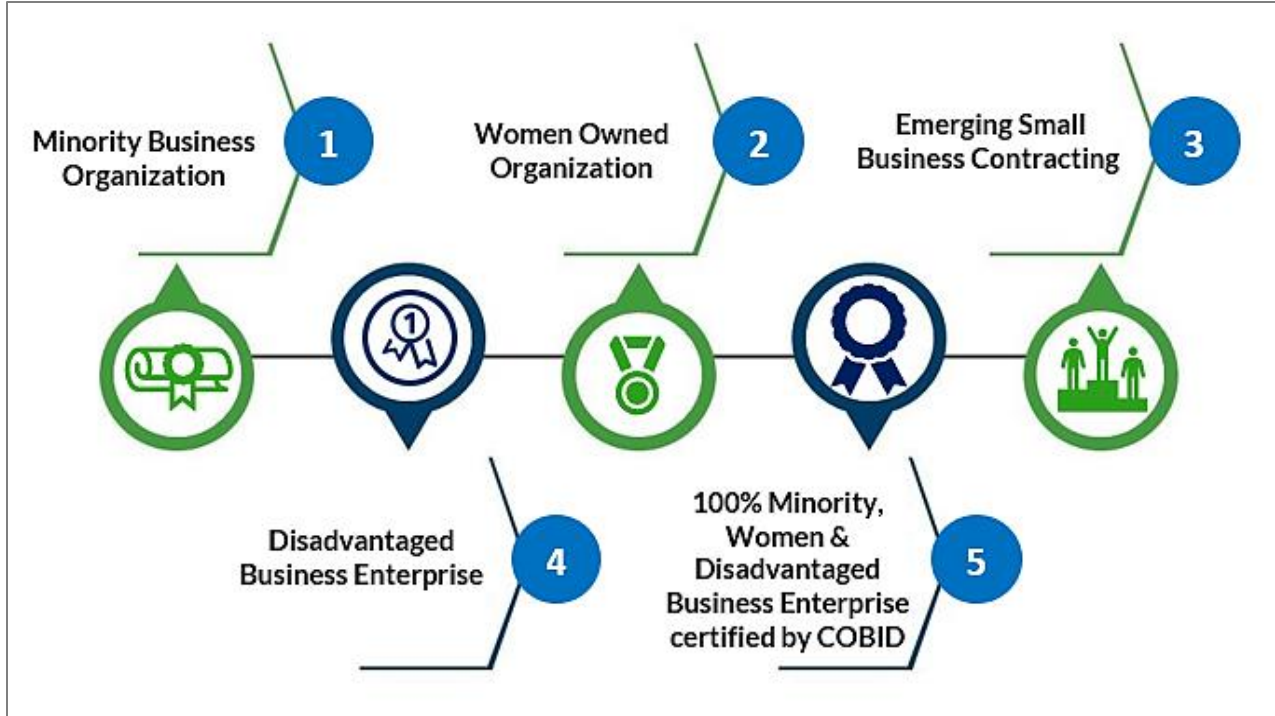 Minority Business
Organization
1
Women Owned
Organization
2
Emerging Small
Business Contracting
3
1
Disadvantaged
Business Enterprise
4
100% Minority,
Women &
Disadvantaged
Business Enterprise
certified by COBID
5